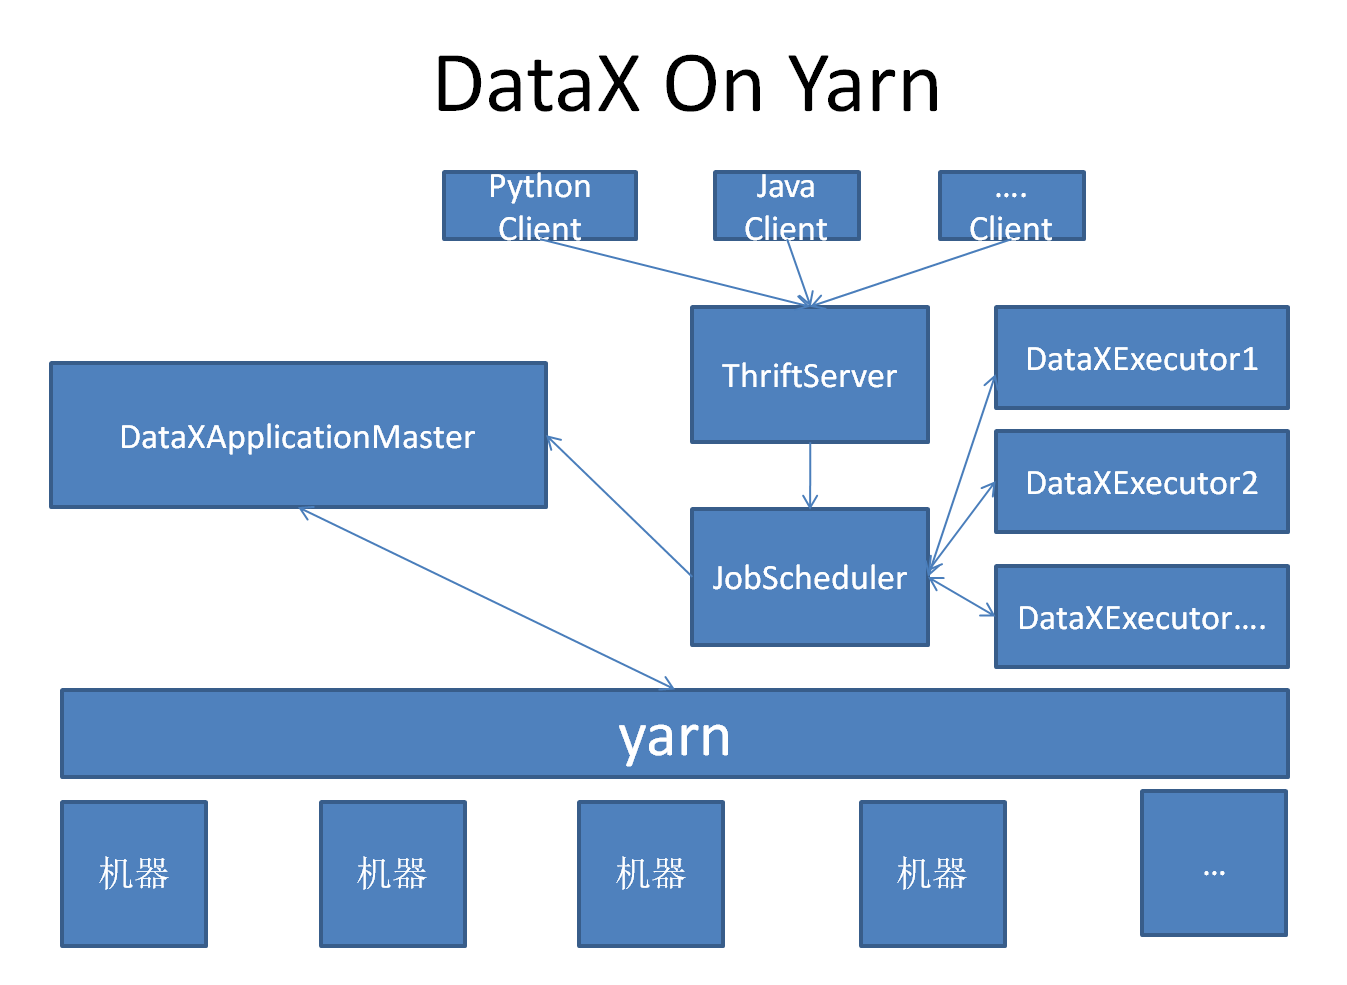 DataX On Yarn
Python
Client
Java
Client
....
Client
ThriftServer
DataXExecutor1
DataXApplicationMaster
DataXExecutor2
JobScheduler
DataXExecutor....
yarn
机器
机器
机器
机器
...